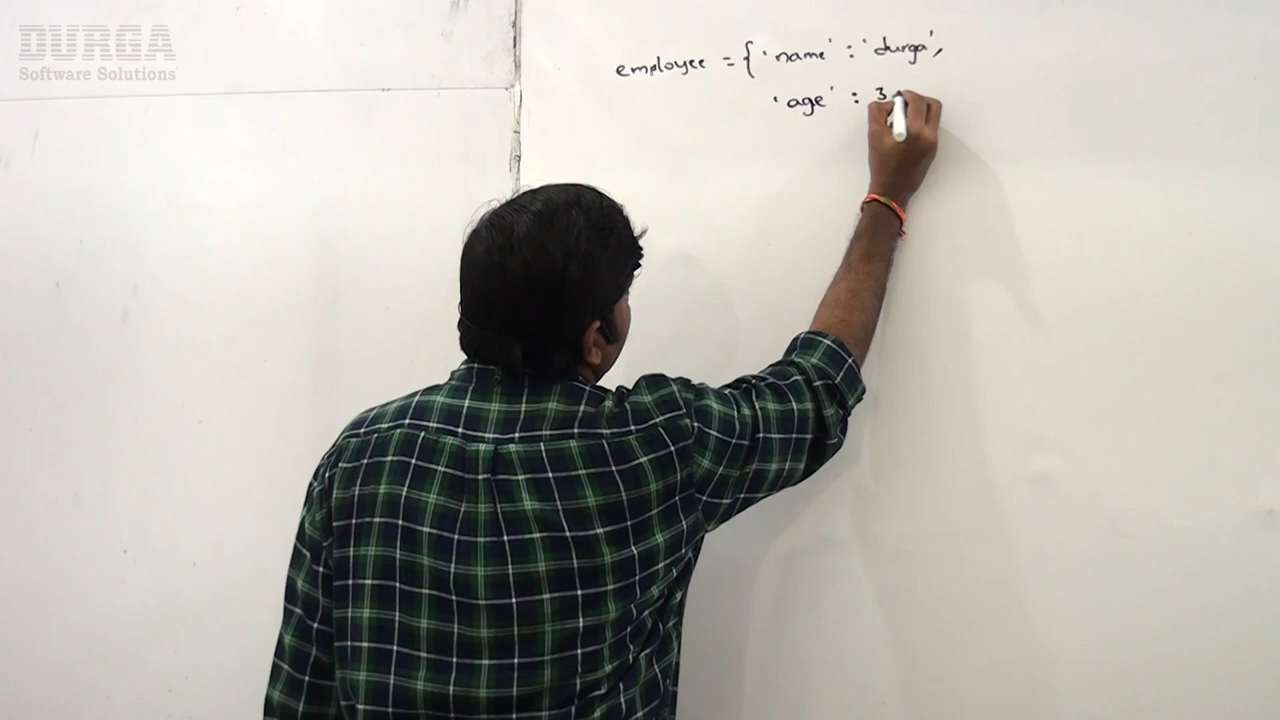 DURGA
Software Solutions
employee = { 'name' : 'durga',
'age' : 3